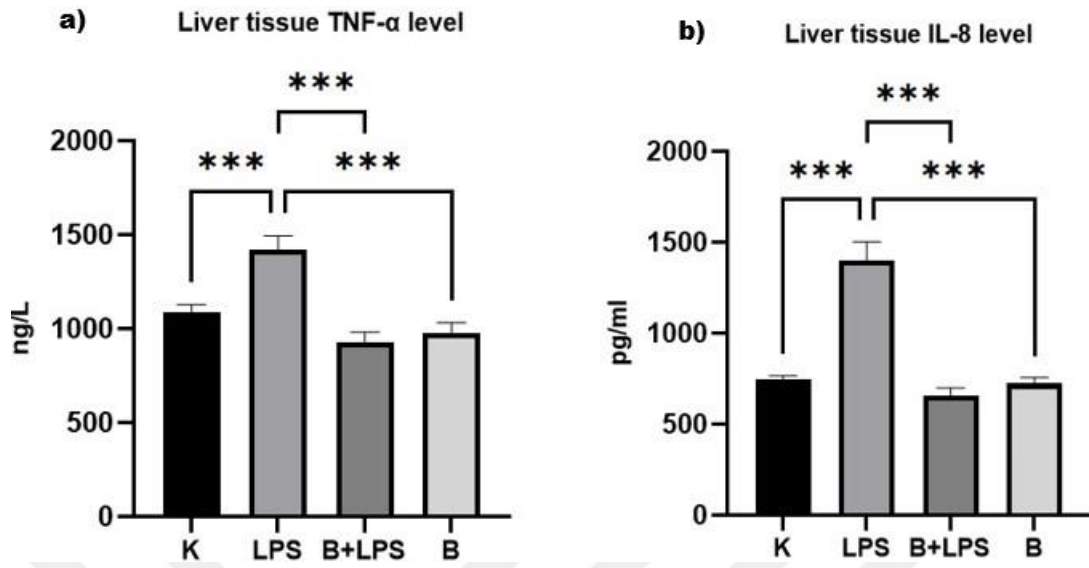 a)
Liver tissue TNF-α level
***
***
***
2000
1500
1000
500
0
ng/L
K
LPS
B+LPS
B
b)
Liver tissue IL-8 level
***
***
***
2000
1500
1000
500
0
pg/ml
K
LPS
B+LPS
B